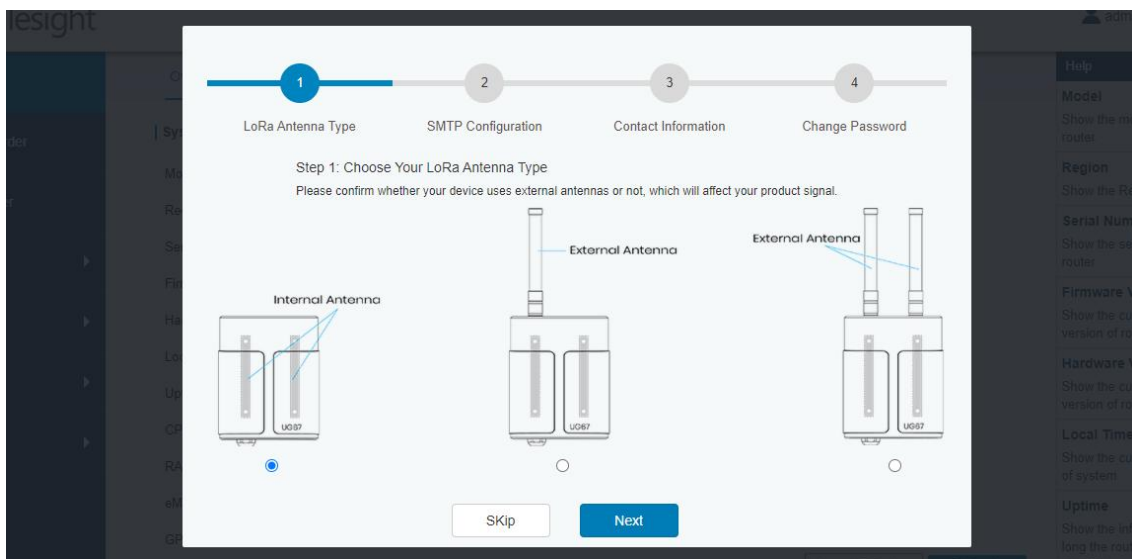 adm
1
2
3
4
LoRa Antenna Type
SMTP Configuration
Contact Information
Change Password
Step 1: Choose Your LoRa Antenna Type
Please confirm whether your device uses external antennas or not, which will affect your product signal.
Internal Antenna
External Antenna
External Antenna
UG67
UG67
UG67
SKip
Next
Help
Model
Show the
router
Region
Show the
Serial
Show the
router
Firmware
Show the
version of
Hardware
Show the
version of
Local Time
Show the
of system
Uptime
Show the
long the